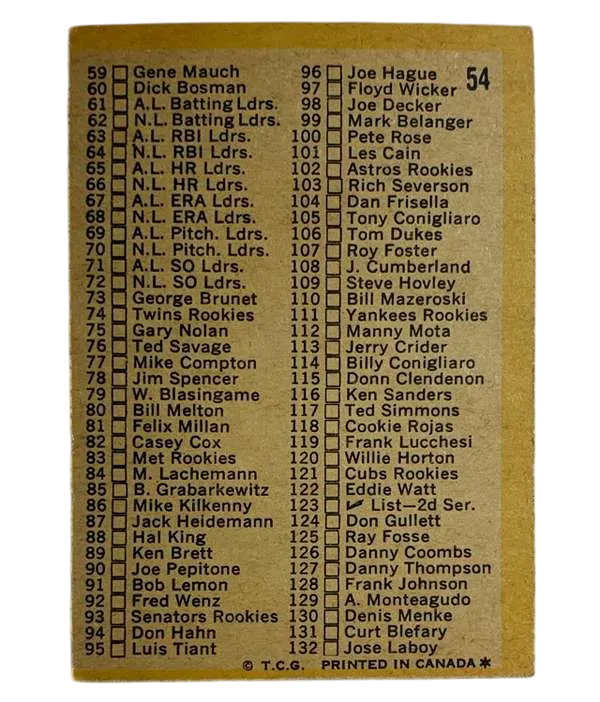 54
59 Gene Mauch
60 Dick Bosman
61 A.L. Batting Ldrs.
62 N.L. Batting Ldrs.
63 A.L. RBI Ldrs.
64 N.L. RBI Ldrs.
65 A.L. HR Ldrs.
66 N.L. HR Ldrs.
67 A.L. ERA Ldrs.
68 N.L. ERA Ldrs.
69 A.L. Pitch. Ldrs.
70 N.L. Pitch. Ldrs.
71 A.L. SO Ldrs.
72 N.L. SO Ldrs.
73 George Brunet
74 Twins Rookies
75 Gary Nolan
76 Ted Savage
77 Mike Compton
78 Jim Spencer
79 W. Blasingame
80 Bill Melton
81 Felix Millan
82 Casey Cox
83 Met Rookies
84 M. Lachemann
85 B. Grabarkewitz
86 Mike Kilkenny
87 Jack Heidemann
88 Hal King
89 Ken Brett
90 Joe Pepitone
91 Bob Lemon
92 Fred Wenz
93 Senators Rookies
94 Don Hahn
95 Luis Tiant
96 Joe Hague
97 Floyd Wicker
98 Joe Decker
99 Mark Belanger
100 Pete Rose
101 Les Cain
102 Astros Rookies
103 Rich Severson
104 Dan Frisella
105 Tony Conigliaro
106 Tom Dukes
107 Roy Foster
108 J. Cumberland
109 Steve Hovley
110 Bill Mazeroski
111 Yankees Rookies
112 Manny Mota
113 Jerry Crider
114 Billy Conigliaro
115 Donn Clendenon
116 Ken Sanders
117 Ted Simmons
118 Cookie Rojas
119 Frank Lucchesi
120 Willie Horton
121 Cubs Rookies
122 Eddie Watt
123 ✓ List—2d Ser.
124 Don Gullett
125 Ray Fosse
126 Danny Coombs
127 Danny Thompson
128 Frank Johnson
129 A. Monteagudo
130 Denis Menke
131 Curt Blefary
132 Jose Laboy
© T.C.G. PRINTED IN CANADA*